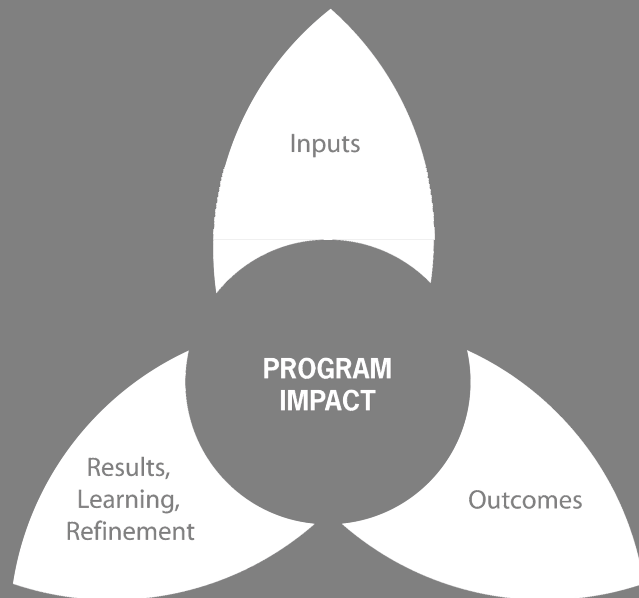 Inputs
PROGRAM
IMPACT
Results,
Learning,
Refinement
Outcomes